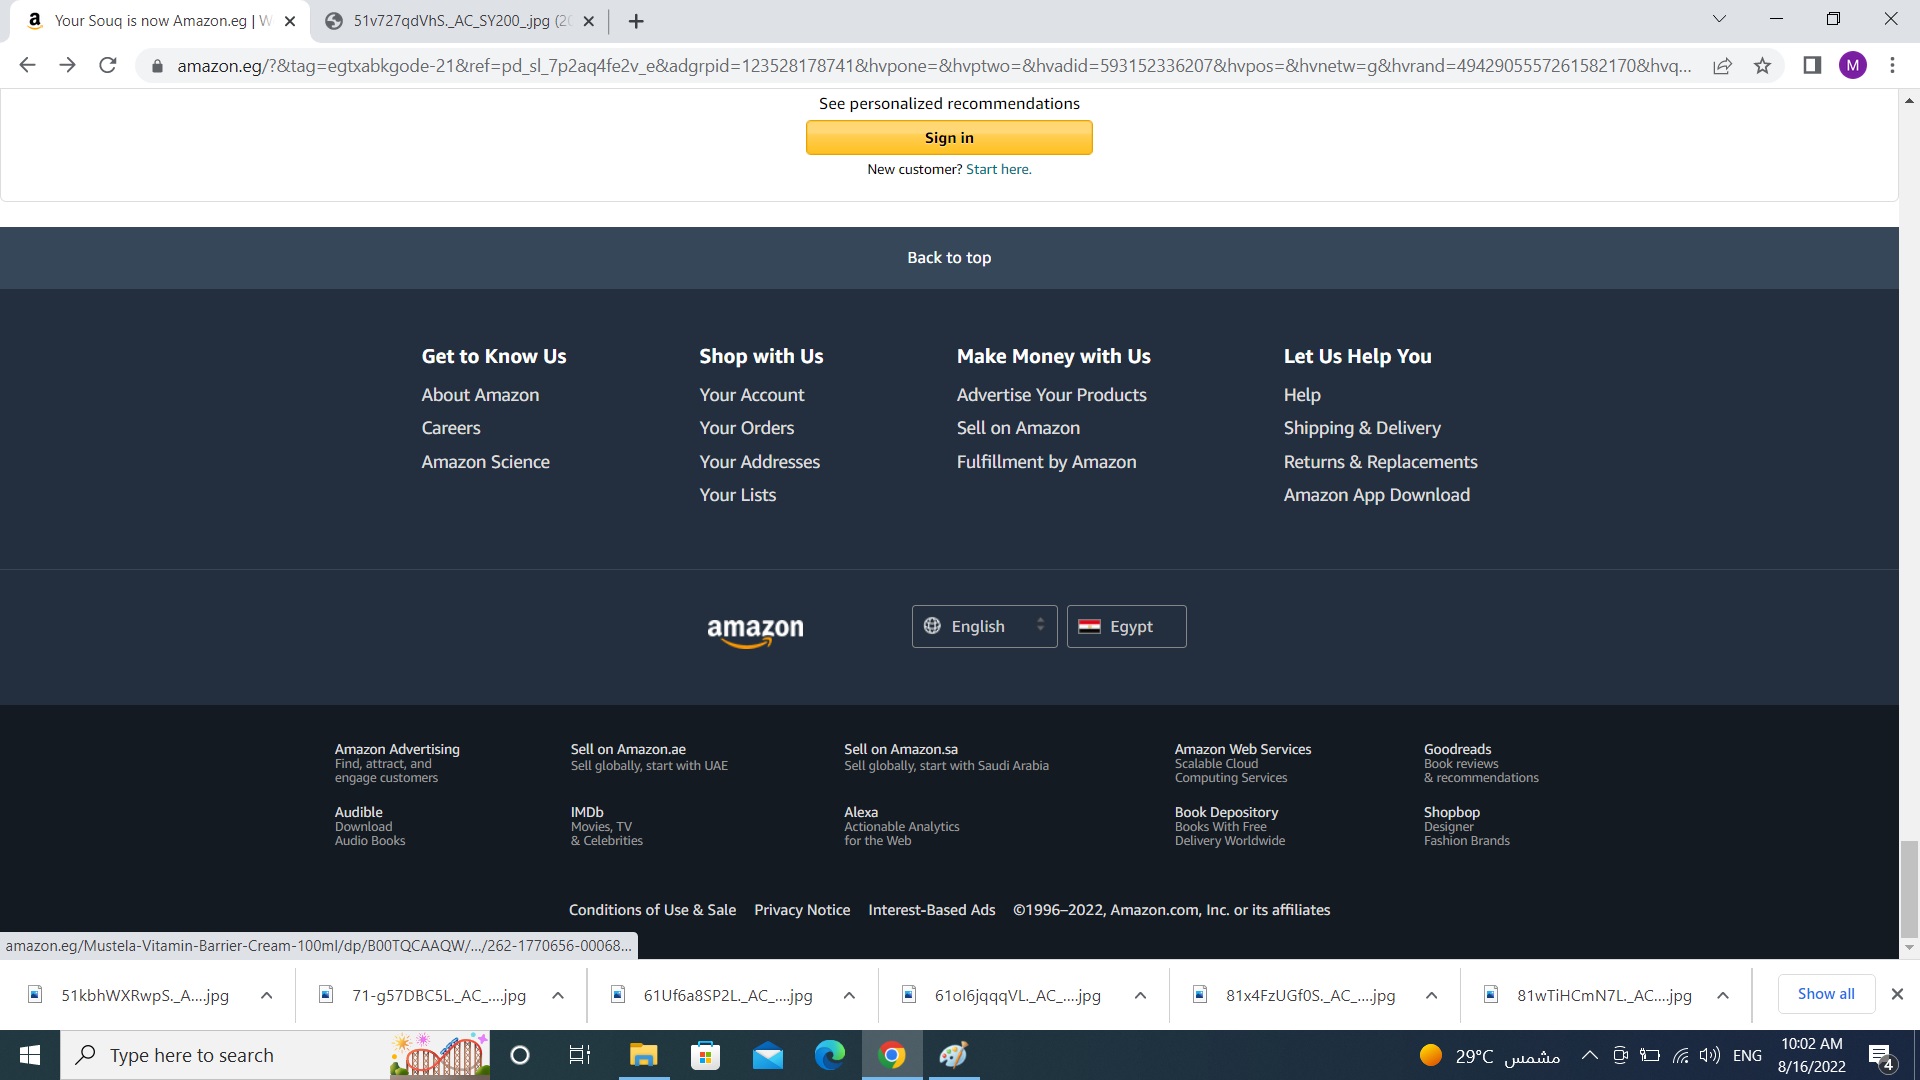 Your Souq is now Amazon.eg | W
51v727qdVhS._AC_SY200_.jpg (20
amazon.eg/?&tag=egtxabkgode-21&ref=pd_sl_7p2aq4fe2v_e&adgrpid=123528178741&hvpone=&hvptwo=&hvadid=593152336207&hvpos=&hvnetw=g&hvrand=4942905557261582170&hvq...
M
See personalized recommendations
Sign in
New customer? Start here.
Back to top
Get to Know Us
About Amazon
Careers
Amazon Science
Shop with Us
Your Account
Your Orders
Your Addresses
Your Lists
Make Money with Us
Advertise Your Products
Sell on Amazon
Fulfillment by Amazon
Let Us Help You
Help
Shipping & Delivery
Returns & Replacements
Amazon App Download
amazon
English
Egypt
Amazon Advertising
Find, attract, and
engage customers
Sell on Amazon.ae
Sell globally, start with UAE
Sell on Amazon.sa
Sell globally, start with Saudi Arabia
Amazon Web Services
Scalable Cloud
Computing Services
Goodreads
Book reviews
& recommendations
Audible
Download
Audio Books
IMDb
Movies, TV
& Celebrities
Alexa
Actionable Analytics
for the Web
Book Depository
Books With Free
Delivery Worldwide
Shopbop
Designer
Fashion Brands
Conditions of Use & Sale Privacy Notice Interest-Based Ads ©1996–2022, Amazon.com, Inc. or its affiliates
amazon.eg/Mustela-Vitamin-Barrier-Cream-100ml/dp/B00TQCAAQW/.../262-1770656-00068...
51kbhWXRwpS._A....jpg
71-g57DBC5L._AC_....jpg
61Uf6a8SP2L._AC_....jpg
61oI6jqqqVL._AC_....jpg
81x4FzUGf0S._AC_....jpg
81wTiHCmN7L._AC....jpg
Show all
Type here to search
29°C مشمس
ENG
10:02 AM
8/16/2022
4